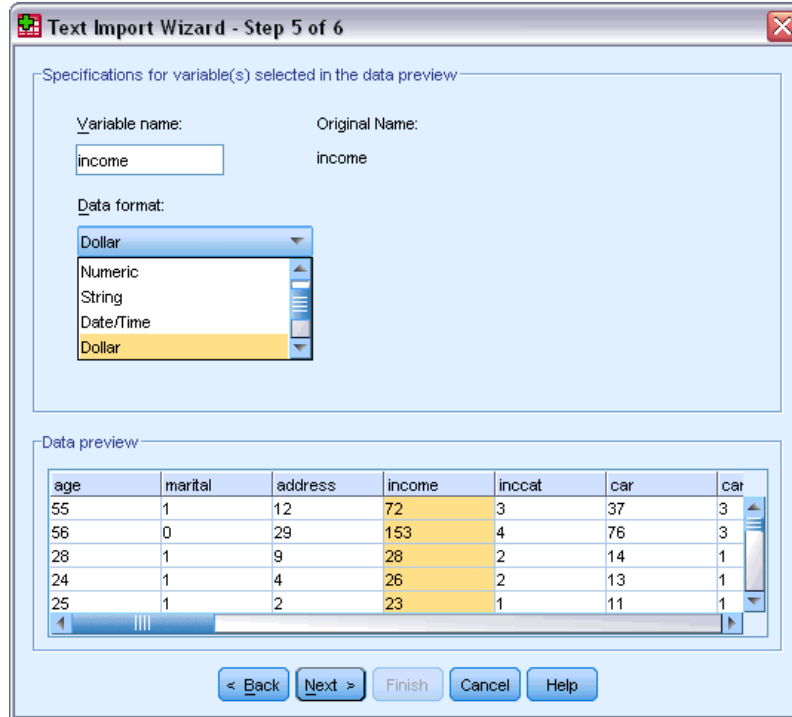 Text Import Wizard - Step 5 of 6
Specifications for variable(s) selected in the data preview
Variable name: Original Name:
income income
Data format:
Dollar
Numeric
String
Date/Time
Dollar
Data preview
age marital address income inccat car car
55 1 12 72 3 37 3
56 0 29 153 4 76 3
28 1 9 28 2 14 1
24 1 4 26 2 13 1
25 1 2 23 1 11 1
< Back Next > Finish Cancel Help